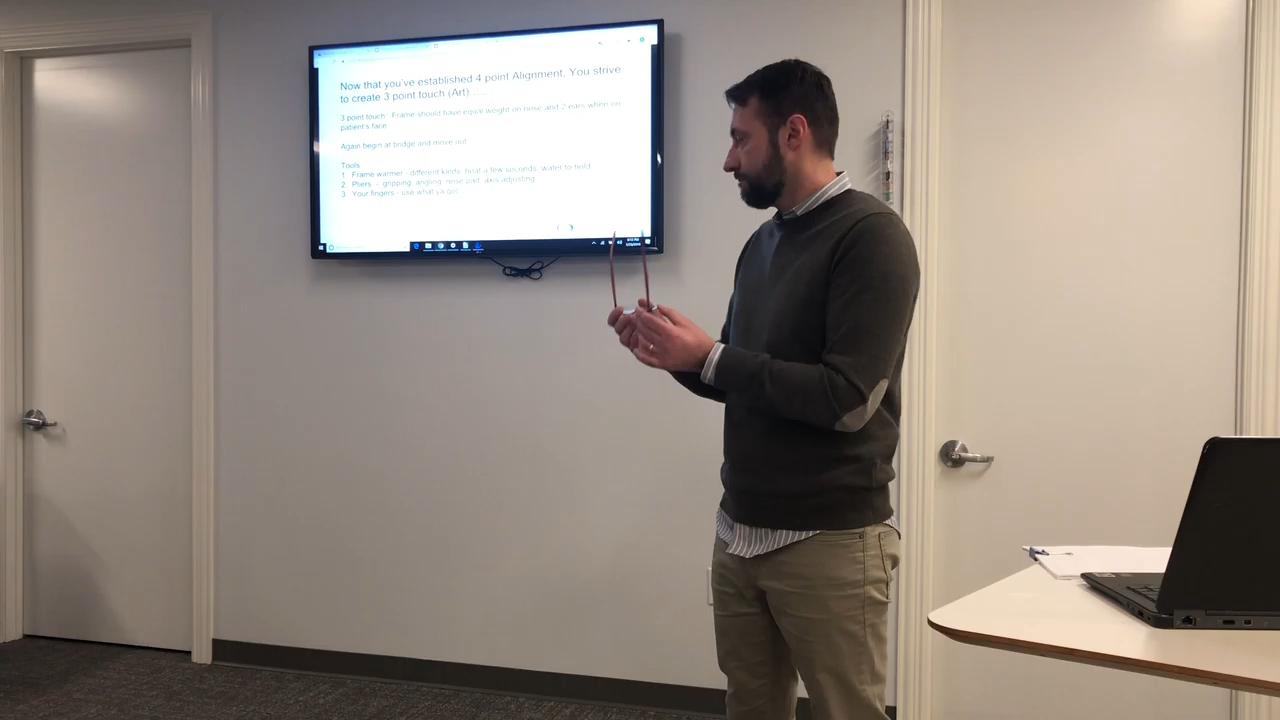 Now that you've established 4 point Alignment, You strive
to create 3 point touch (Art)......
3 point touch : Frame should have equal weight on nose and 2 ears when on
patient's face
Again begin at bridge and move out
Tools
1. Frame warmer - different kinds, heat a few seconds, water to hold
2. Pliers - gripping, angling, nose pad, axis adjusting
3. Your fingers - use what ya got